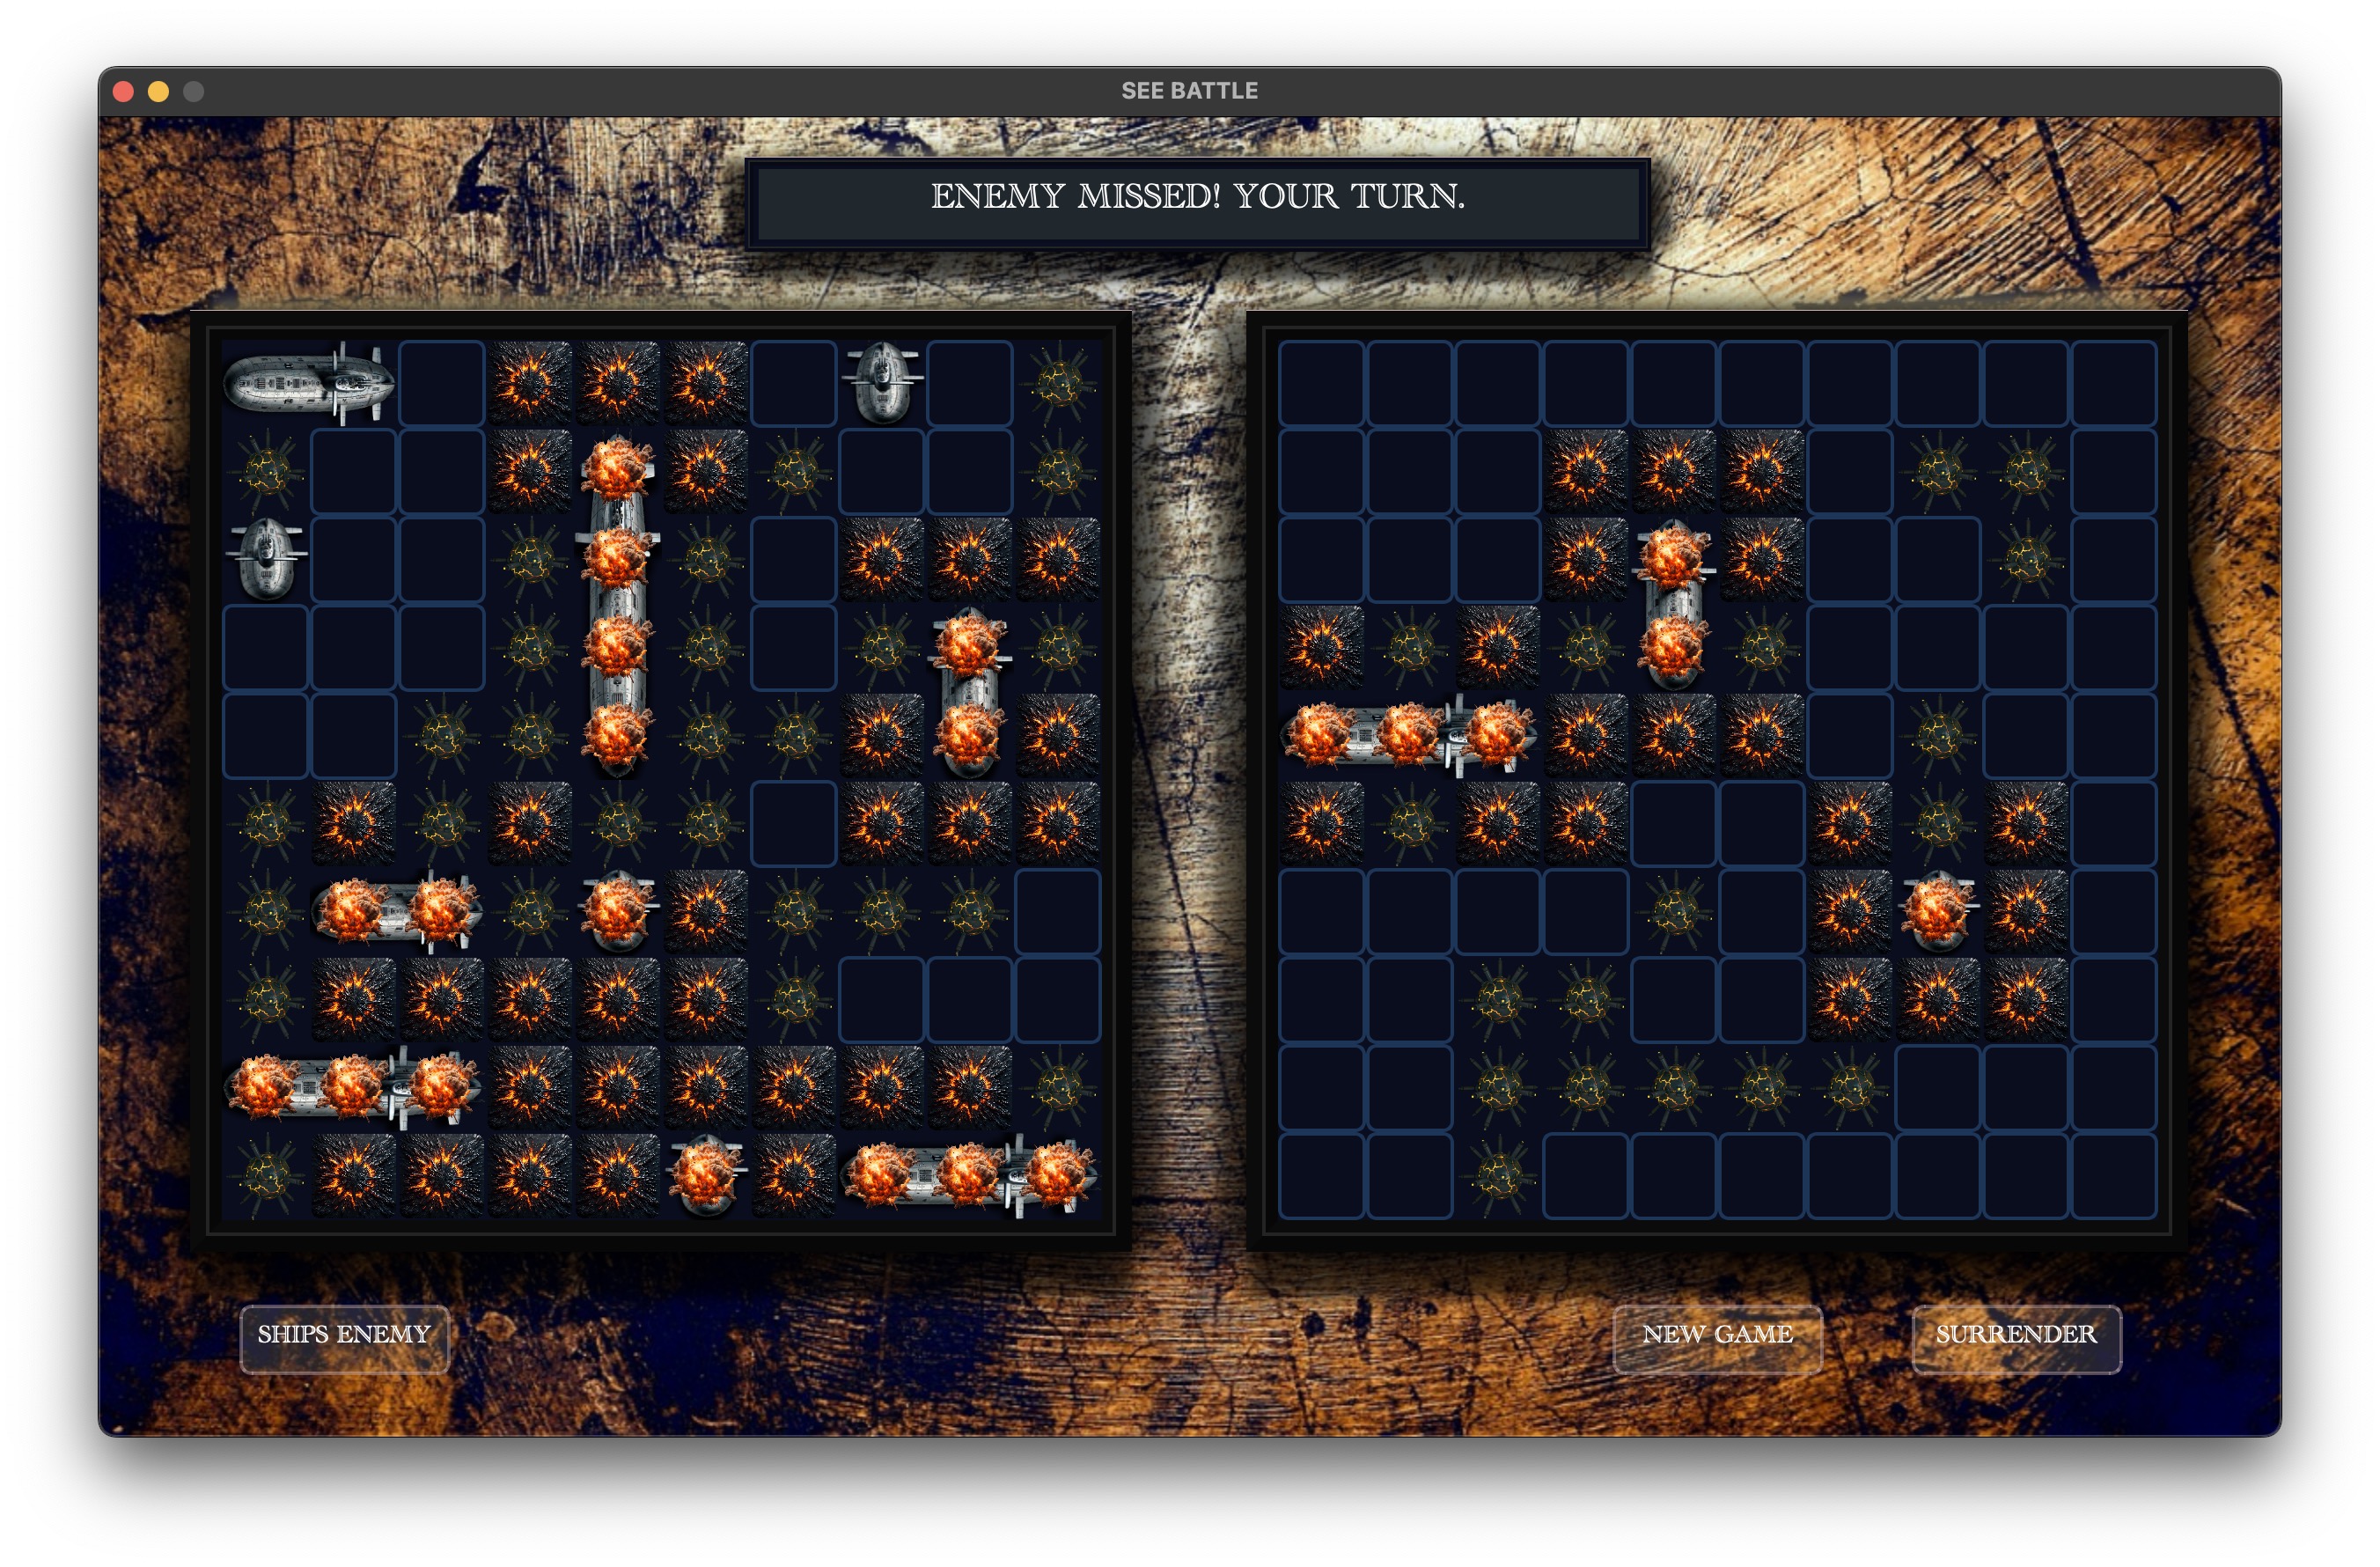 SEE BATTLE
ENEMY MISSED! YOUR TURN.
SHIPS ENEMY
NEW GAME
SURRENDER